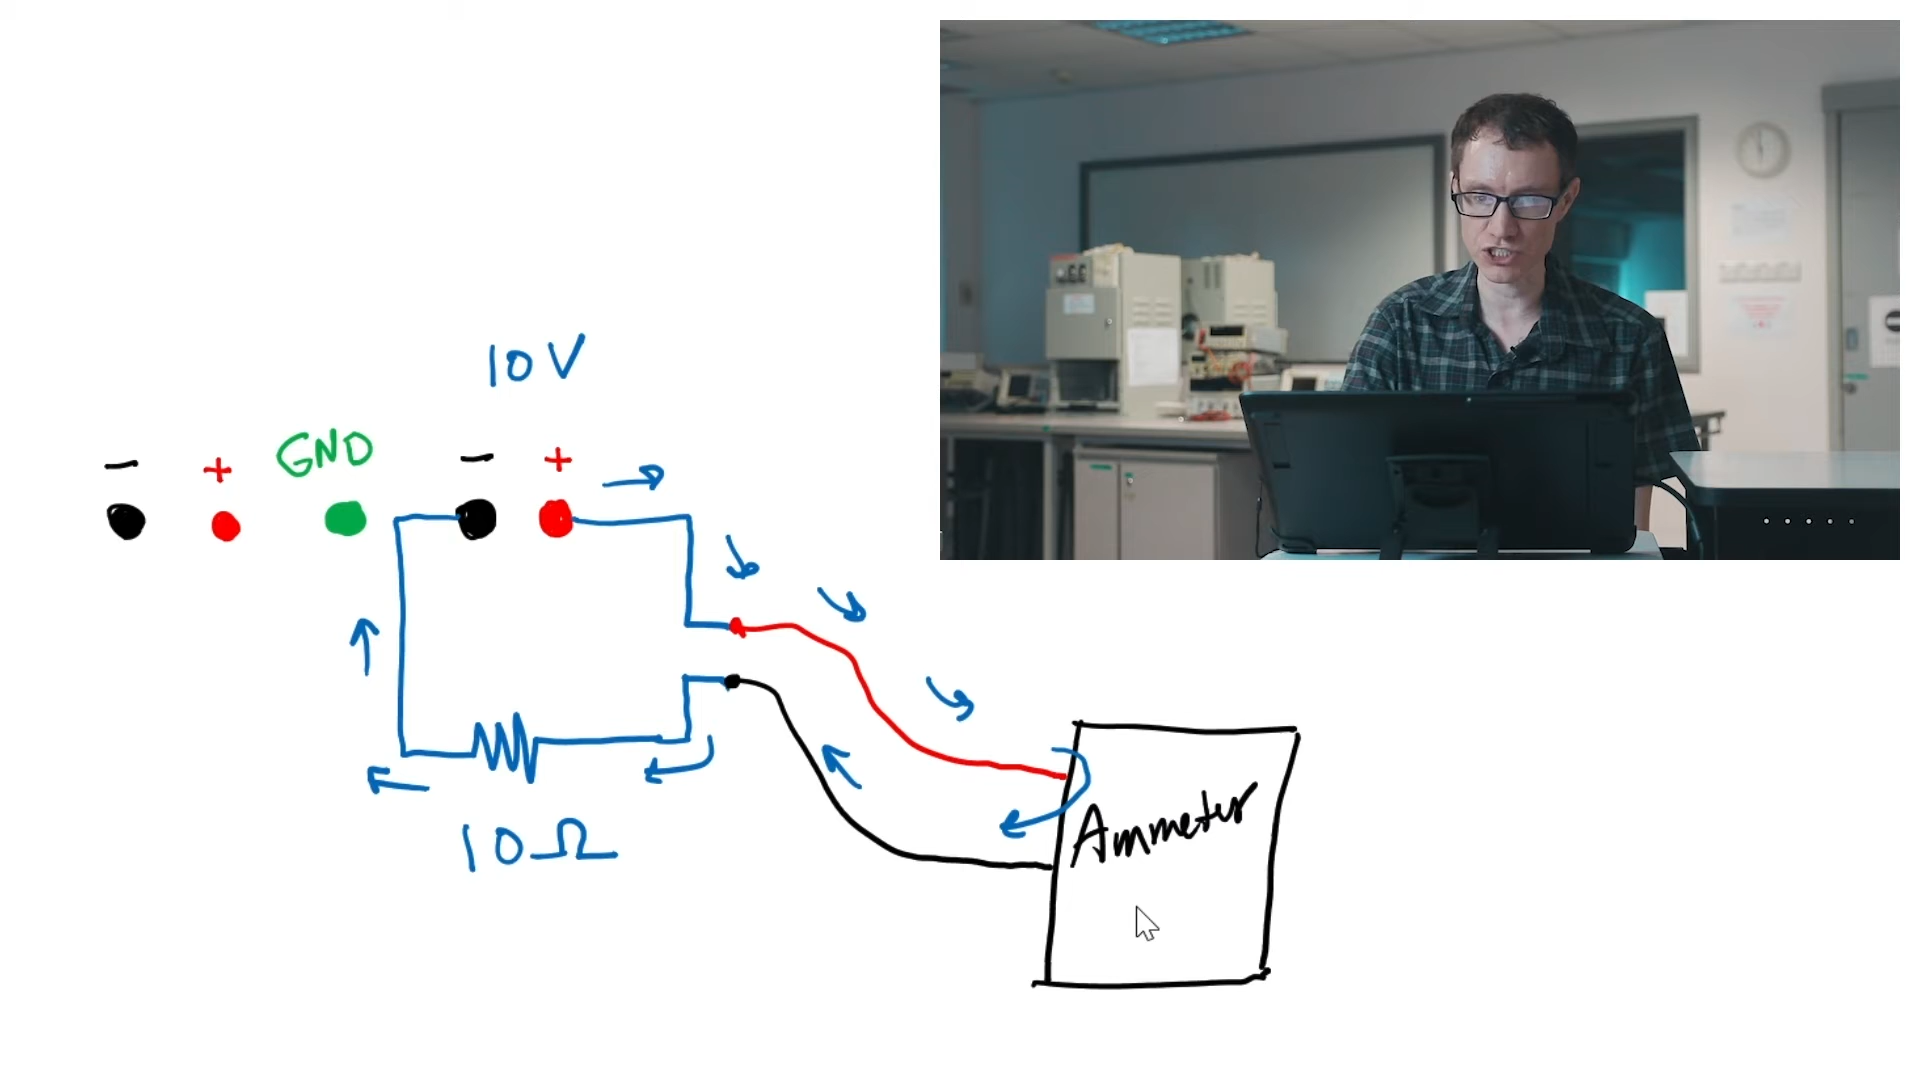 10V
− + GND − +
10Ω
Ammeter